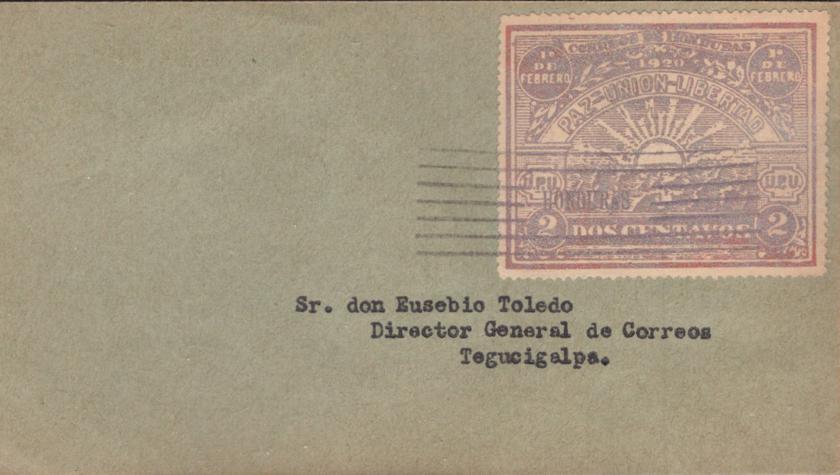 CORREOS DE HONDURAS
1º DE FEBRERO
1920
1º DE FEBRERO
PAZ-UNION-LIBERTAD
UPU
UPU
HONDURAS
2
DOS CENTAVOS
2
Sr. don Eusebio Toledo
Director General de Correos
Tegucigalpa.